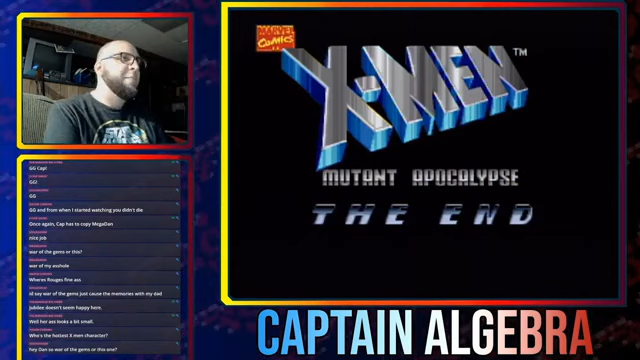 MARVEL
COMICS
X-MEN™
MUTANT APOCALYPSE
THE END
GG Cap!
GG!
GG
GG and from when I started watching you didn't die
Once again, Cap has to copy MegaDan
nice job
war of the gems or this?
war of my asshole
Wheres Rouges fine ass
id say war of the gems just cause the memories with my dad
Jubilee doesn't seem happy here.
Well her ass looks a bit small.
Who's the hottest X men character?
hey Dan so war of the gems or this one?
CAPTAIN ALGEBRA